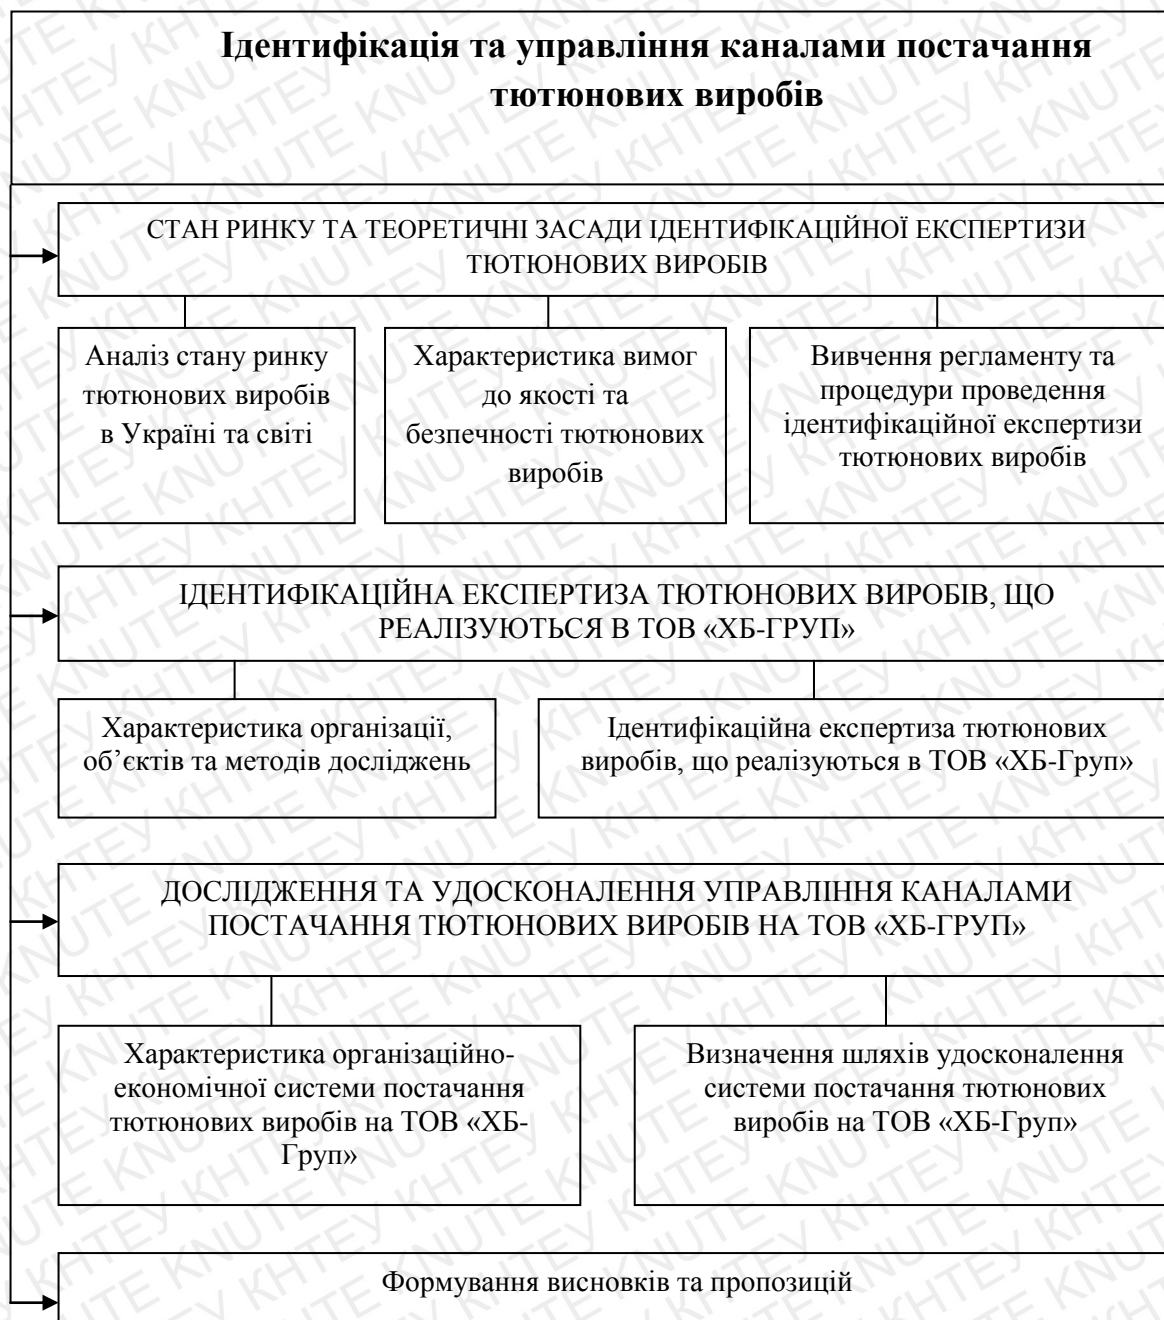 Ідентифікація та управління каналами постачання
тютюнових виробів
СТАН РИНКУ ТА ТЕОРЕТИЧНІ ЗАСАДИ ІДЕНТИФІКАЦІЙНОЇ ЕКСПЕРТИЗИ
ТЮТЮНОВИХ ВИРОБІВ
Аналіз стану ринку
тютюнових виробів
в Україні та світі
Характеристика вимог
до якості та
безпечності тютюнових
виробів
Вивчення регламенту та
процедури проведення
ідентифікаційної експертизи
тютюнових виробів
ІДЕНТИФІКАЦІЙНА ЕКСПЕРТИЗА ТЮТЮНОВИХ ВИРОБІВ, ЩО
РЕАЛІЗУЮТЬСЯ В ТОВ «ХБ-ГРУП»
Характеристика організації,
об’єктів та методів досліджень
Ідентифікаційна експертиза тютюнових
виробів, що реалізуються в ТОВ «ХБ-Груп»
ДОСЛІДЖЕННЯ ТА УДОСКОНАЛЕННЯ УПРАВЛІННЯ КАНАЛАМИ
ПОСТАЧАННЯ ТЮТЮНОВИХ ВИРОБІВ НА ТОВ «ХБ-ГРУП»
Характеристика організаційно-
економічної системи постачання
тютюнових виробів на ТОВ «ХБ-
Груп»
Визначення шляхів удосконалення
системи постачання тютюнових
виробів на ТОВ «ХБ-Груп»
Формування висновків та пропозицій